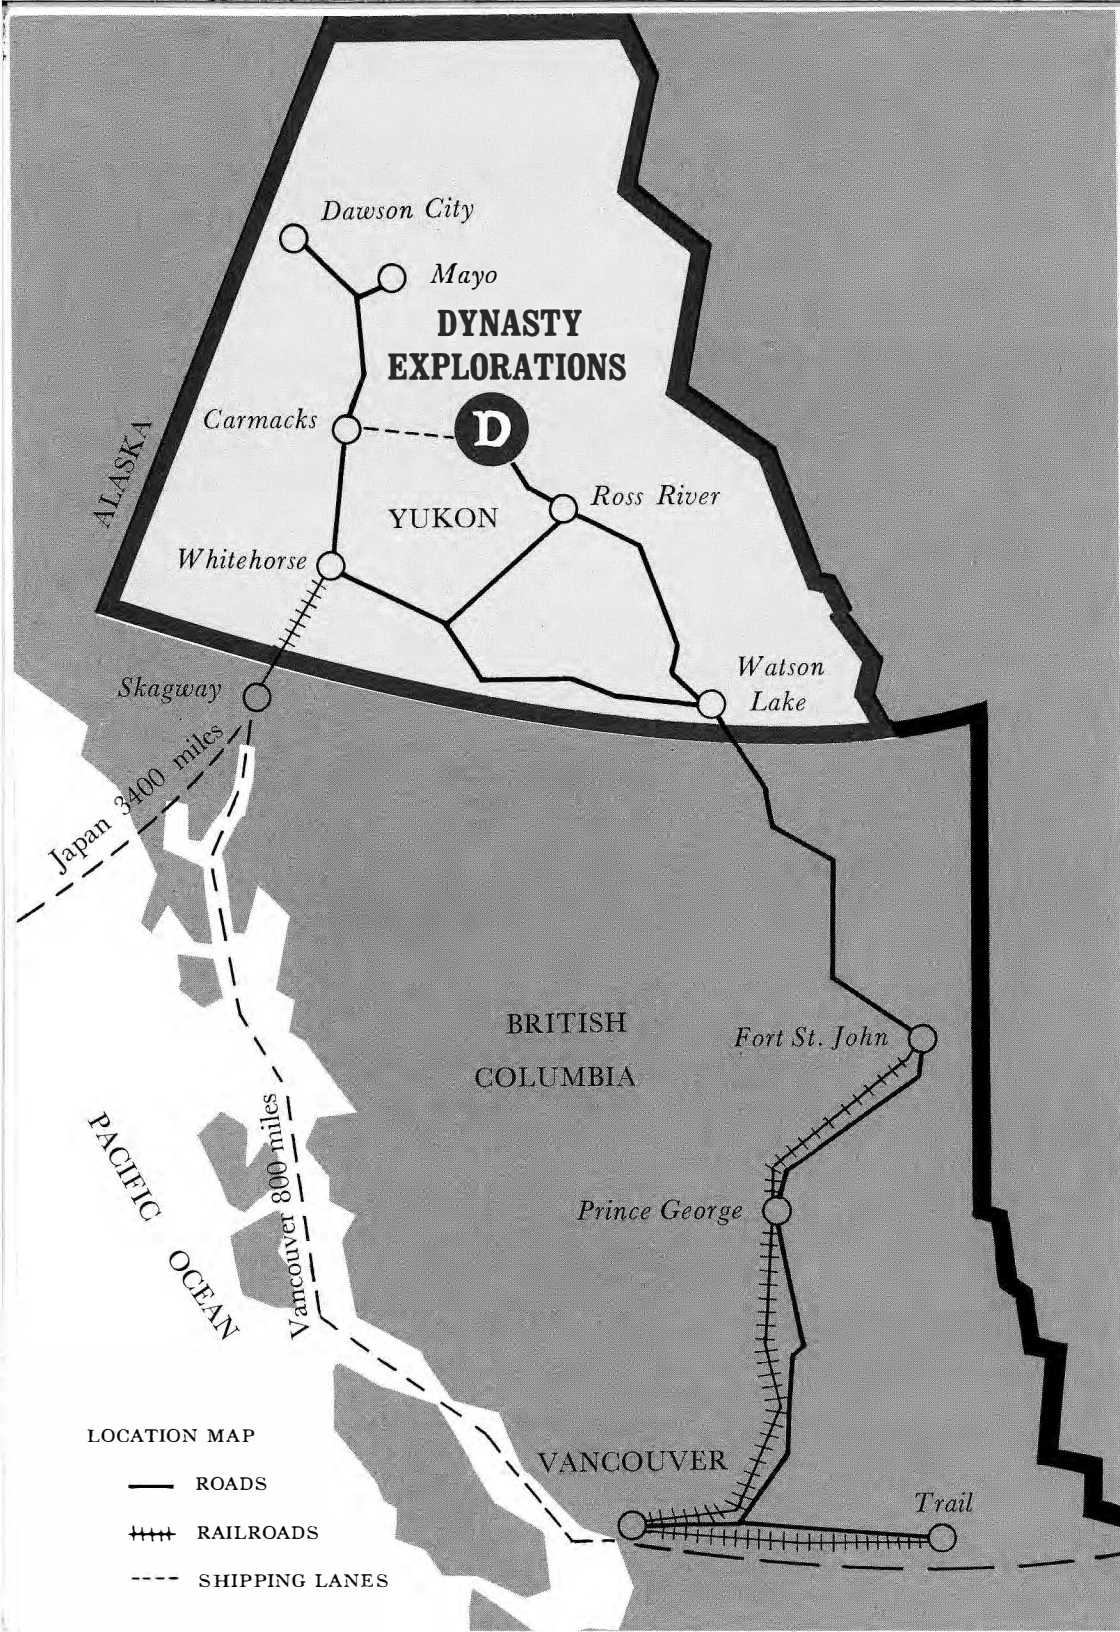 Dawson City
Mayo
DYNASTY
EXPLORATIONS
Carmacks
D
ALASKA
Ross River
YUKON
Whitehorse
Watson
Lake
Skagway
Japan 3400 miles
BRITISH
COLUMBIA
Fort St. John
Vancouver 800 miles
PACIFIC OCEAN
Prince George
LOCATION MAP
ROADS
RAILROADS
SHIPPING LANES
VANCOUVER
Trail